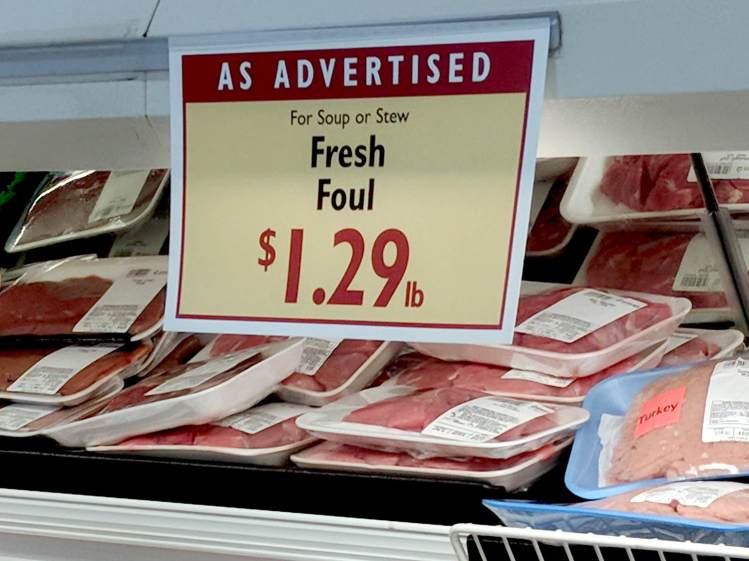 AS ADVERTISED
For Soup or Stew
Fresh
Foul
$1.29lb
Turkey